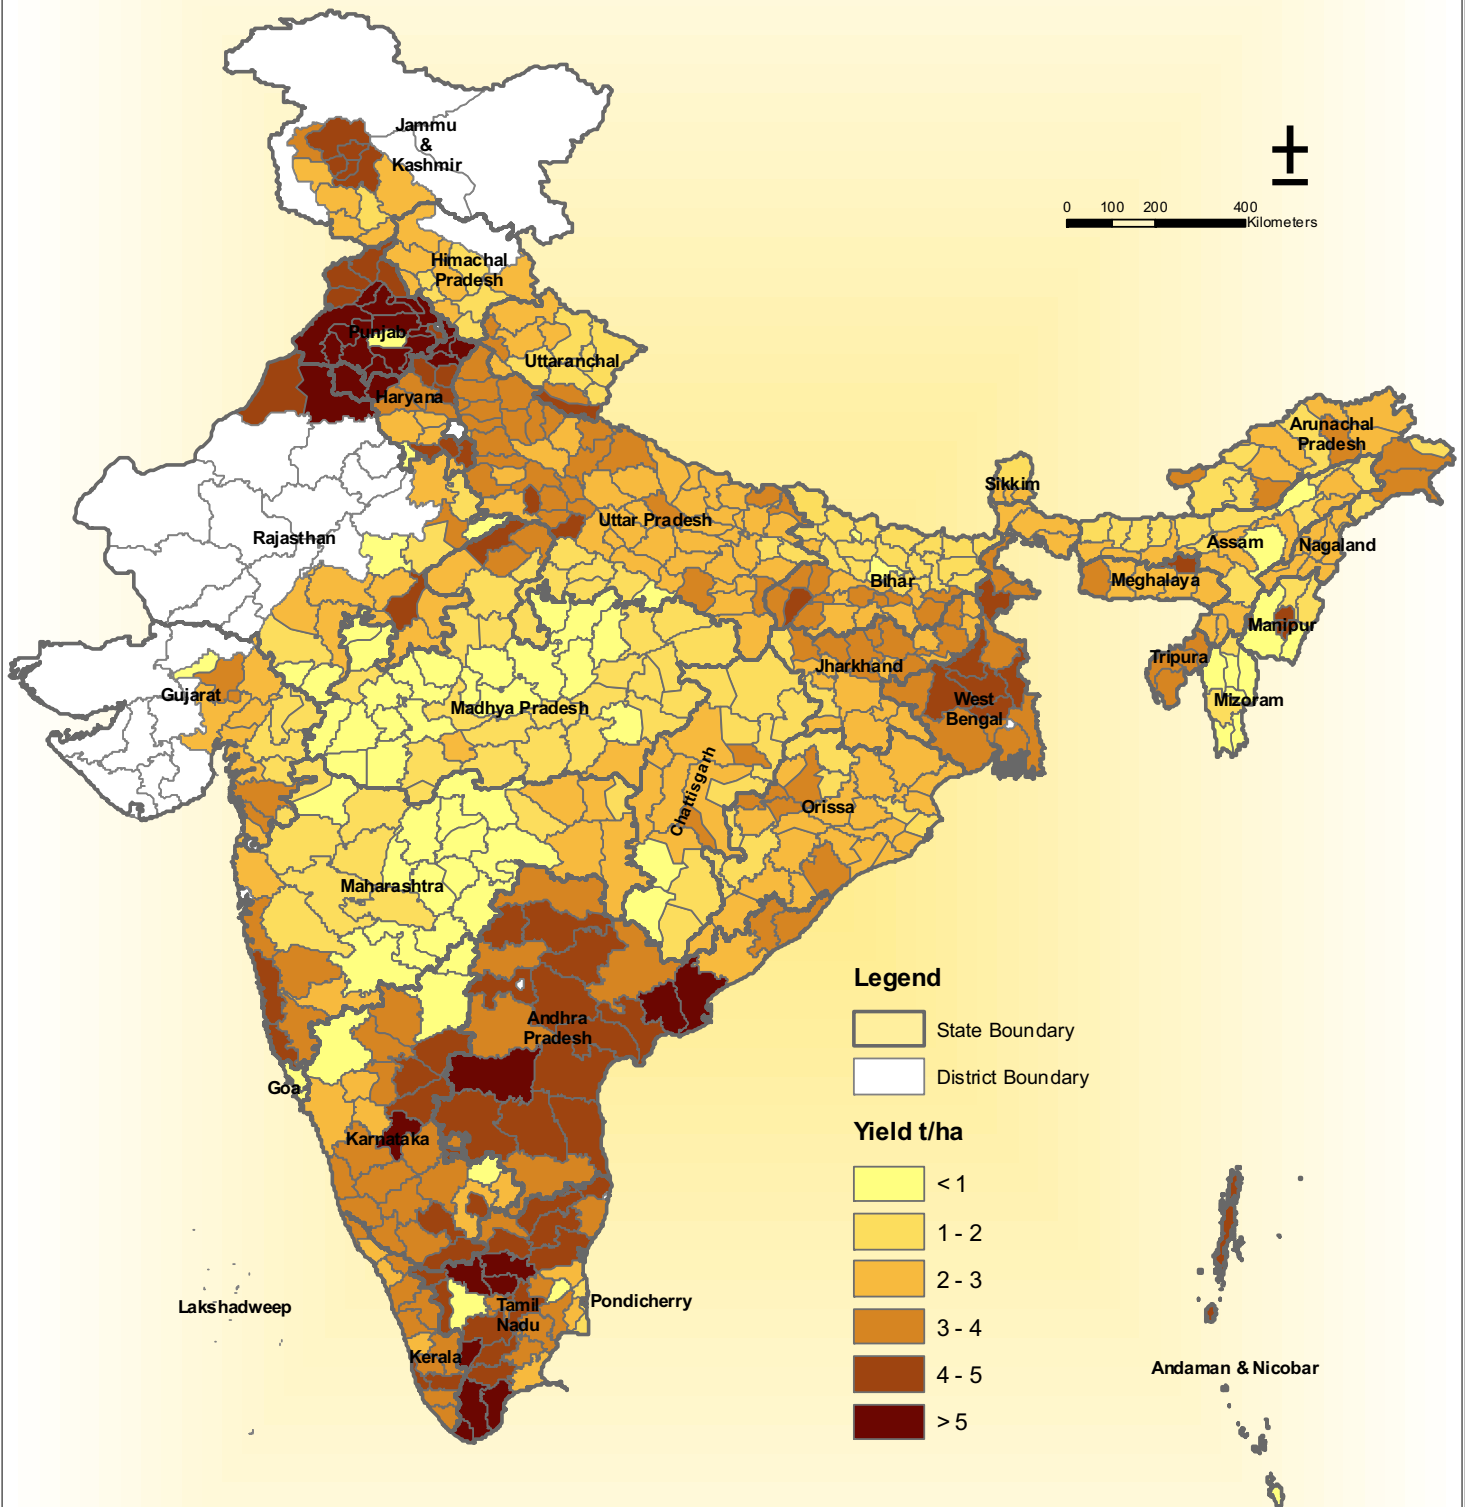 Jammu
&
Kashmir
0 100 200 400
Kilometers
Himachal
Pradesh
Punjab
Uttaranchal
Haryana
Arunachal
Pradesh
Sikkim
Uttar Pradesh
Rajasthan
Assam
Nagaland
Bihar
Meghalaya
Manipur
Tripura
Jharkhand
Gujarat
Madhya Pradesh
West
Bengal
Mizoram
Chattisgarh
Orissa
Maharashtra
Andhra
Pradesh
Goa
Karnataka
Lakshadweep
Tamil
Nadu
Pondicherry
Kerala
Andaman & Nicobar
Legend
State Boundary
District Boundary
Yield t/ha
< 1
1 - 2
2 - 3
3 - 4
4 - 5
> 5